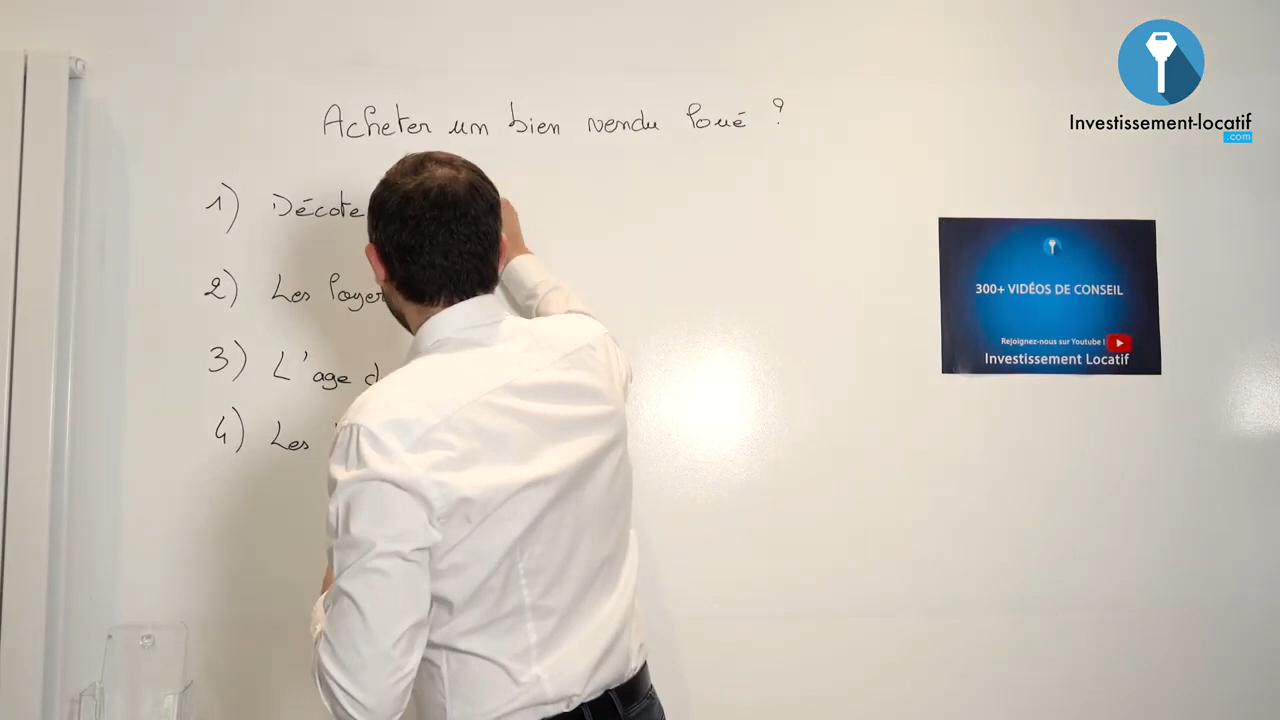 Acheter un bien vendu loué ?
1) Décote
2) Les loyer
3) L'age d
4) Les
Investissement-locatif
.com
300+ VIDÉOS DE CONSEIL
Rejoignez-nous sur Youtube !
Investissement Locatif